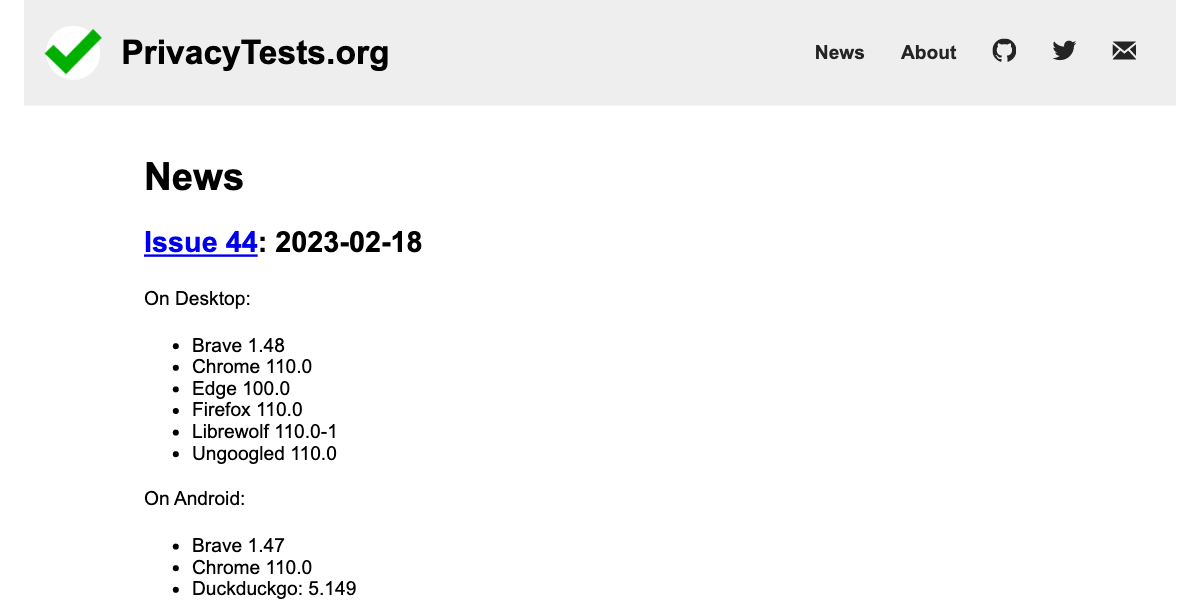 PrivacyTests.org
News About
News
Issue 44: 2023-02-18
On Desktop:
• Brave 1.48
• Chrome 110.0
• Edge 100.0
• Firefox 110.0
• Librewolf 110.0-1
• Ungoogled 110.0
On Android:
• Brave 1.47
• Chrome 110.0
• Duckduckgo: 5.149